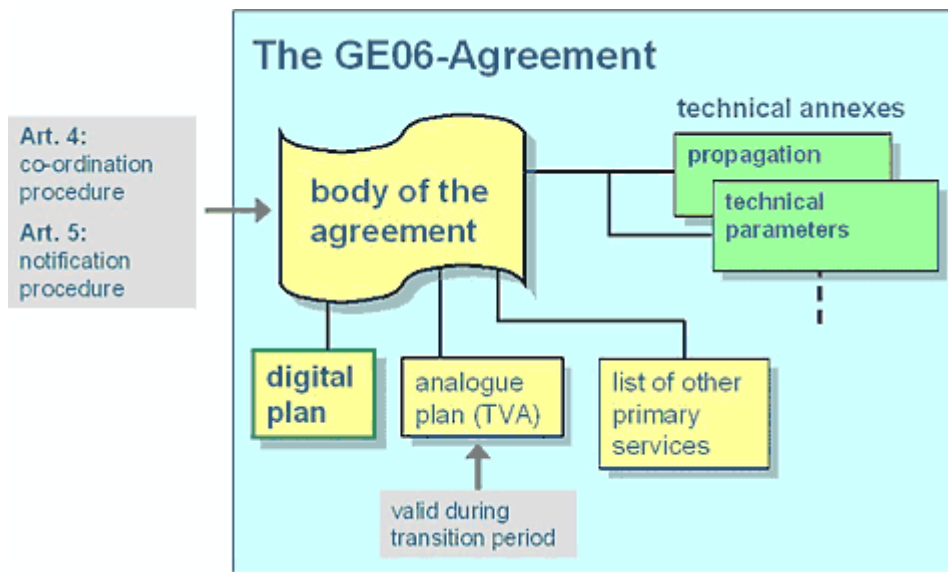 The GE06-Agreement
Art. 4:
co-ordination
procedure
Art. 5:
notification
procedure
body of the
agreement
technical annexes
propagation
technical
parameters
digital
plan
analogue
plan (TVA)
list of other
primary
services
valid during
transition period